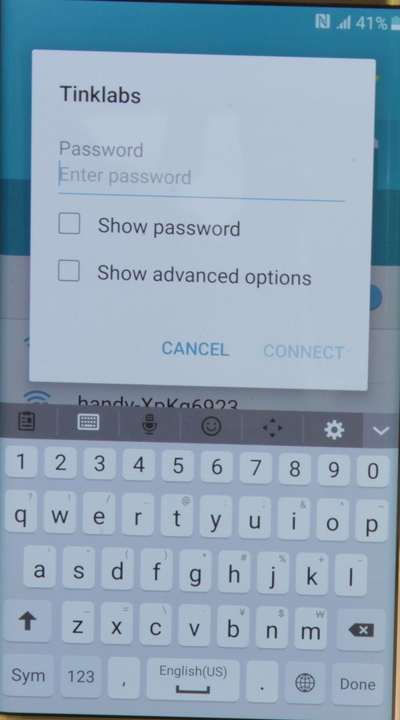 41%
Tinklabs
Password
Enter password
Show password
Show advanced options
CANCEL CONNECT
handy-XpKg6923
1 2 3 4 5 6 7 8 9 0
q w e r t y u i o p
a s d f g h j k l
z x c v b n m
Sym 123 , English(US) . Done